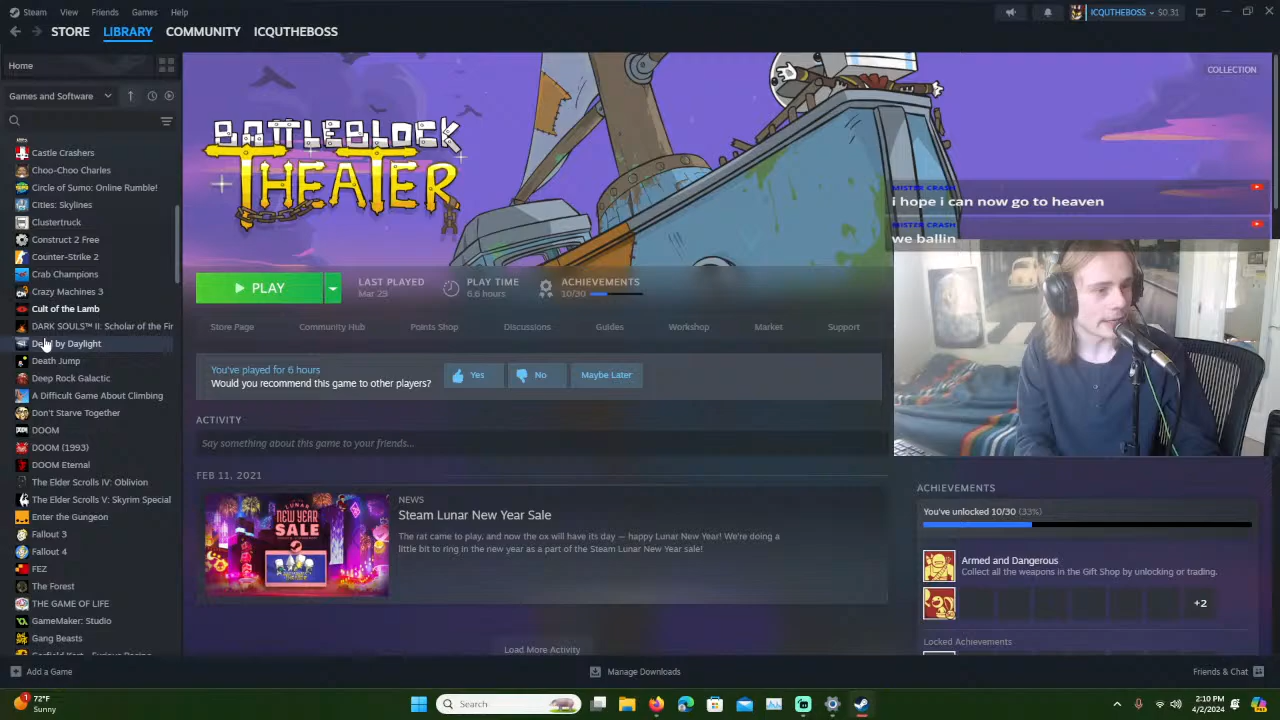 Steam View Friends Games Help
ICQUTHEBOSS $0.31
STORE LIBRARY COMMUNITY ICQUTHEBOSS
Home
Games and Software
Castle Crashers
Choo-Choo Charles
Circle of Sumo: Online Rumble!
Cities: Skylines
Clustertruck
Construct 2 Free
Counter-Strike 2
Crab Champions
Crazy Machines 3
Cult of the Lamb
DARK SOULS™ II: Scholar of the Fir
Dead by Daylight
Death Jump
Deep Rock Galactic
A Difficult Game About Climbing
Don't Starve Together
DOOM
DOOM (1993)
DOOM Eternal
The Elder Scrolls IV: Oblivion
The Elder Scrolls V: Skyrim Special
Enter the Gungeon
Fallout 3
Fallout 4
FEZ
The Forest
THE GAME OF LIFE
GameMaker: Studio
Gang Beasts
COLLECTION
BATTLEBLOCK
THEATER
MISTER CRASH
i hope i can now go to heaven
MISTER CRASH
we ballin
PLAY
LAST PLAYED
Mar 29
PLAY TIME
6.6 hours
ACHIEVEMENTS
10/30
Store Page Community Hub Points Shop Discussions Guides Workshop Market Support
You've played for 6 hours
Would you recommend this game to other players?
Yes No Maybe Later
ACTIVITY
Say something about this game to your friends...
FEB 11, 2021
LUNAR
NEW YEAR
SALE
NEWS
Steam Lunar New Year Sale
The rat came to play, and now the ox will have its day — happy Lunar New Year! We're doing a
little bit to ring in the new year as a part of the Steam Lunar New Year sale!
Load More Activity
ACHIEVEMENTS
You've unlocked 10/30 (33%)
Armed and Dangerous
Collect all the weapons in the Gift Shop by unlocking or trading.
+2
Locked Achievements
Add a Game
Manage Downloads
Friends & Chat
1
72°F
Sunny
Search
2:10 PM
4/2/2024